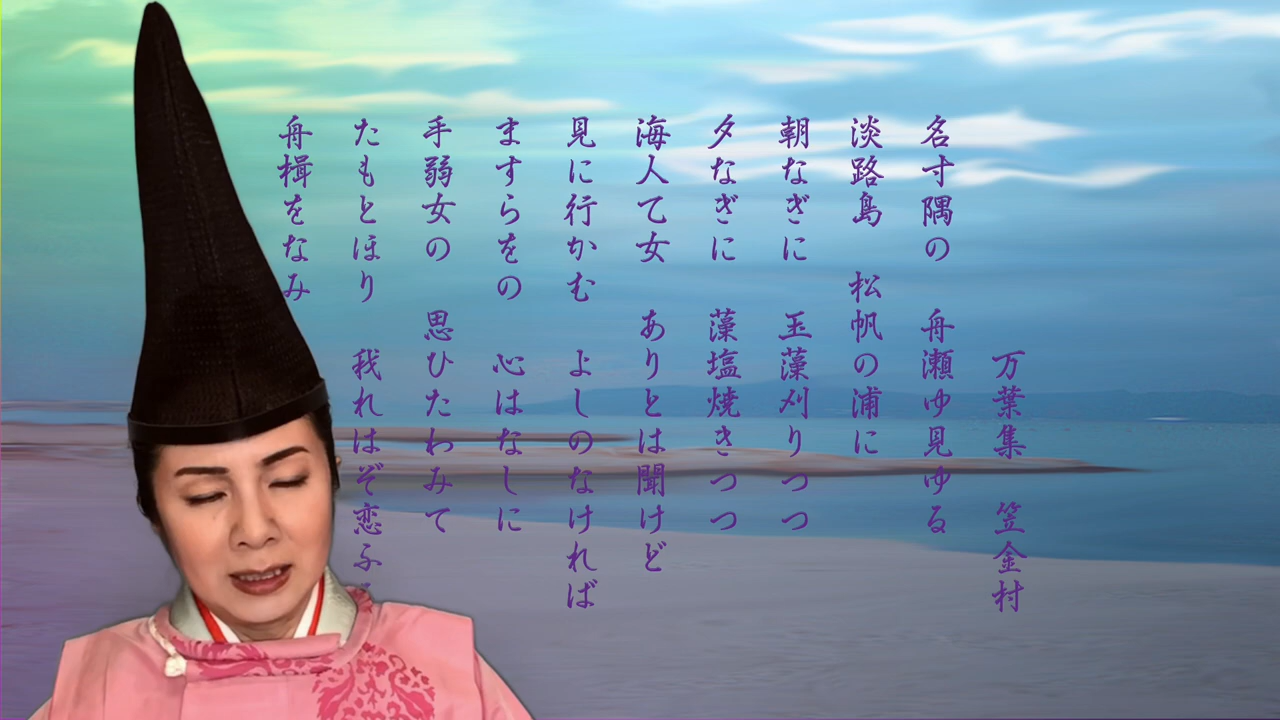 万葉集 笠金村
名寸隅の 舟瀬ゆ見ゆる
淡路島 松帆の浦に
朝なぎに 玉藻刈りつつ
夕なぎに 藻塩焼きつつ
海人乙女 ありとは聞けど
見に行かむ よしのなければ
ますらをの 心はなしに
手弱女の 思ひたわみて
たもとほり 我れはぞ恋ふ
舟楫をなみ